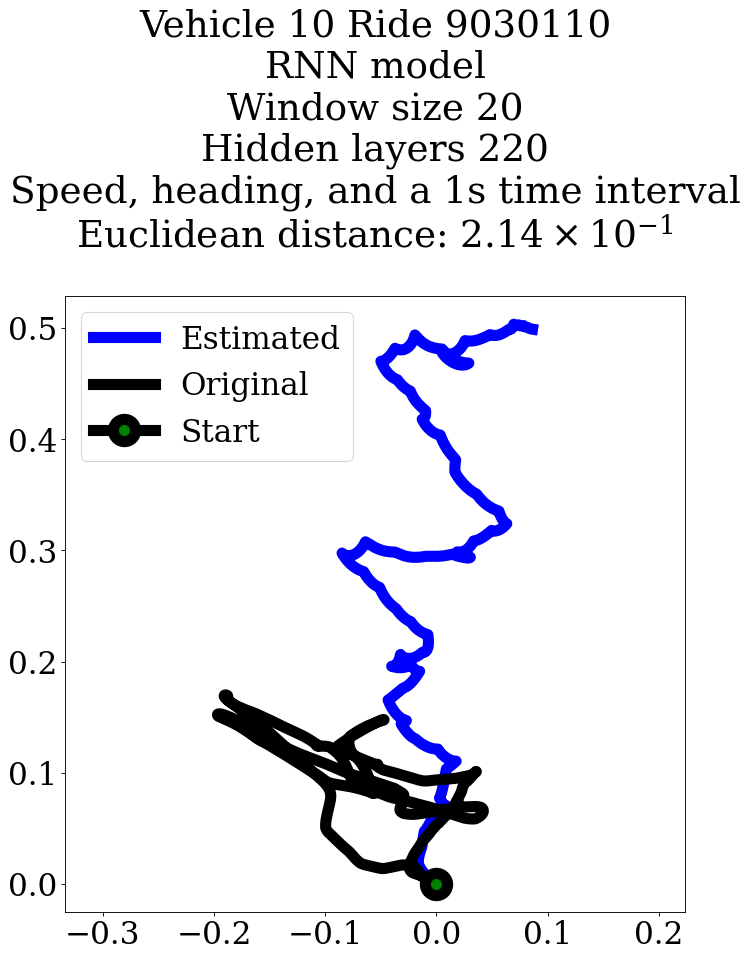 Vehicle 10 Ride 9030110
RNN model
Window size 20
Hidden layers 220
Speed, heading, and a 1s time interval
Euclidean distance: 2.14 × 10⁻¹
Estimated
Original
Start
0.5
0.4
0.3
0.2
0.1
0.0
−0.3 −0.2 −0.1 0.0 0.1 0.2